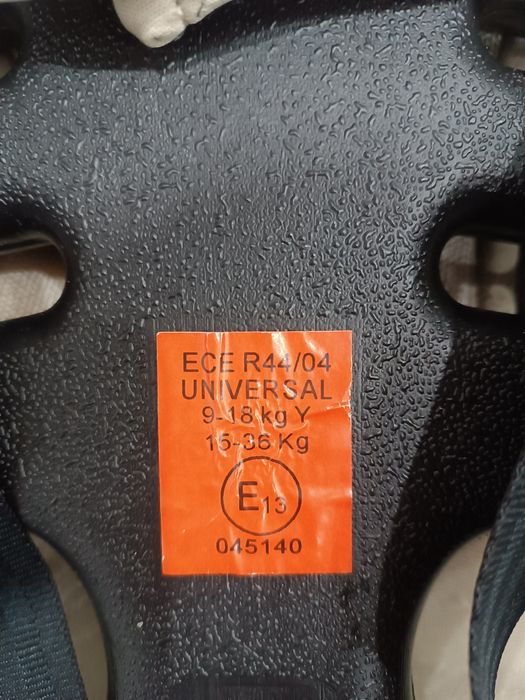 ECE R44/04
UNIVERSAL
9-18 kg Y
15-36 Kg
E13
045140